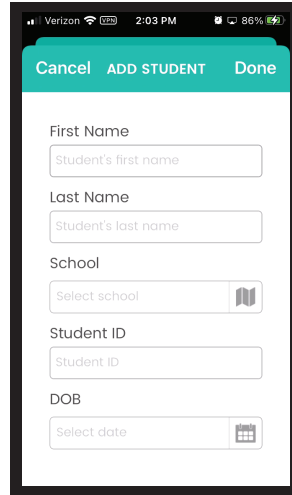 Verizon VPN 2:03 PM 86%
Cancel ADD STUDENT Done
First Name
Student's first name
Last Name
Student's last name
School
Select school
Student ID
Student ID
DOB
Select date